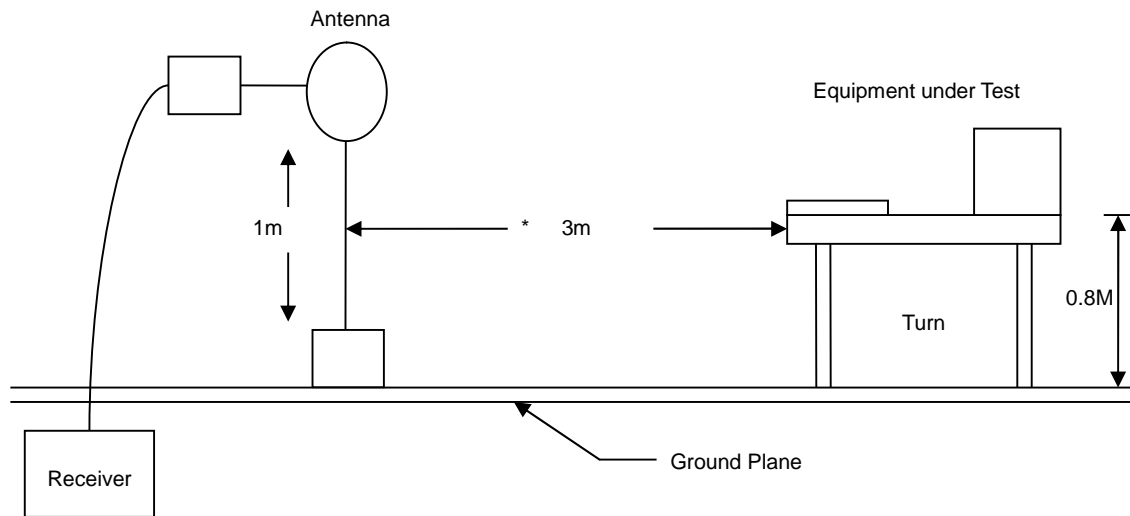 Antenna
Equipment under Test
1m
* 3m
0.8M
Turn
Ground Plane
Receiver